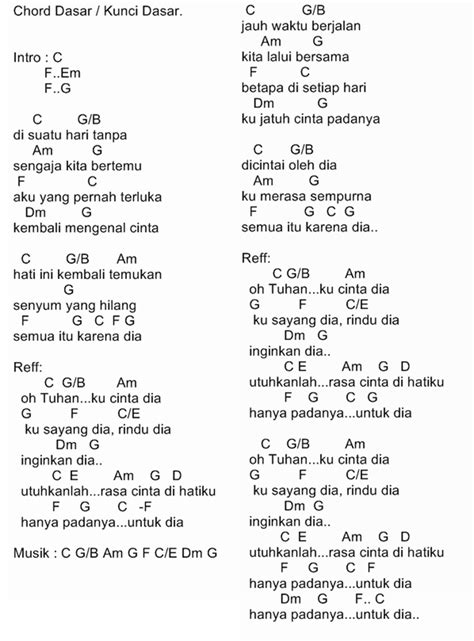 Chord Dasar / Kunci Dasar.
Intro : C
F..Em
F..G
C G/B
di suatu hari tanpa
Am G
sengaja kita bertemu
F C
aku yang pernah terluka
Dm G
kembali mengenal cinta
C G/B Am
hati ini kembali temukan
G
senyum yang hilang
F G C F G
semua itu karena dia
Reff:
C G/B Am
oh Tuhan...ku cinta dia
G F C/E
ku sayang dia, rindu dia
Dm G
inginkan dia..
C E Am G D
utuhkanlah...rasa cinta di hatiku
F G C -F
hanya padanya...untuk dia
Musik : C G/B Am G F C/E Dm G
C G/B
jauh waktu berjalan
Am G
kita lalui bersama
F C
betapa di setiap hari
Dm G
ku jatuh cinta padanya
C G/B
dicintai oleh dia
Am G
ku merasa sempurna
F G C G
semua itu karena dia..
Reff:
C G/B Am
oh Tuhan...ku cinta dia
G F C/E
ku sayang dia, rindu dia
Dm G
inginkan dia..
C E Am G D
utuhkanlah...rasa cinta di hatiku
F G C G
hanya padanya...untuk dia
C G/B Am
oh Tuhan...ku cinta dia
G F C/E
ku sayang dia, rindu dia
Dm G
inginkan dia..
C E Am G D
utuhkanlah...rasa cinta di hatiku
F G C F
hanya padanya...untuk dia
Dm G F.. C
hanya padanya...untuk dia..